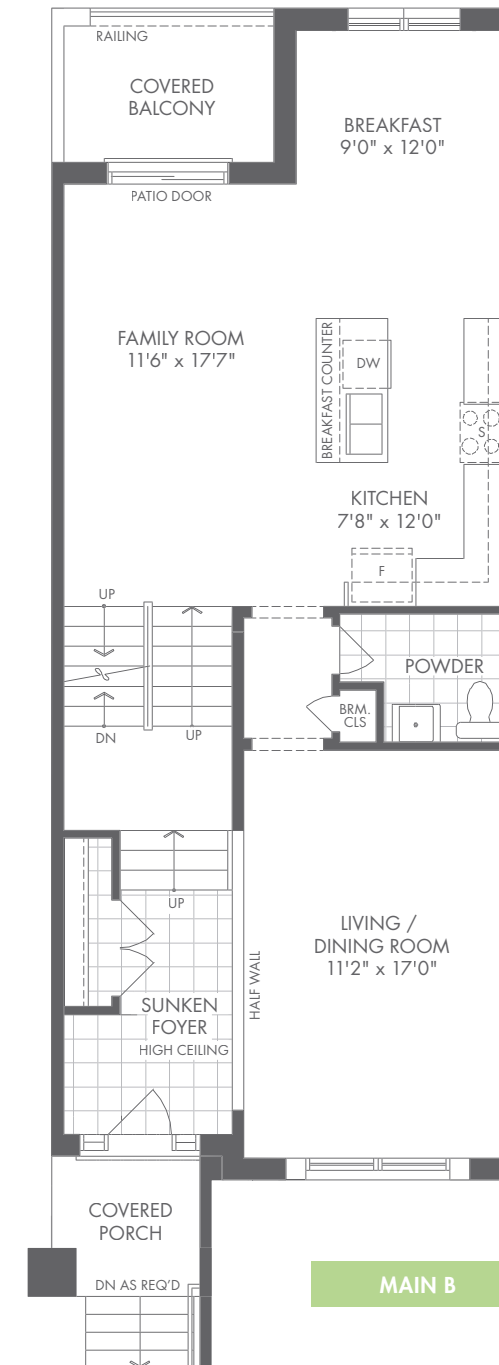 RAILING
COVERED
BALCONY
BREAKFAST
9'0" x 12'0"
PATIO DOOR
FAMILY ROOM
11'6" x 17'7"
BREAKFAST COUNTER
DW
S
KITCHEN
7'8" x 12'0"
F
UP
POWDER
BRM.
CLS
DN
UP
UP
LIVING /
DINING ROOM
11'2" x 17'0"
HALF WALL
SUNKEN
FOYER
HIGH CEILING
COVERED
PORCH
DN AS REQ'D
MAIN B